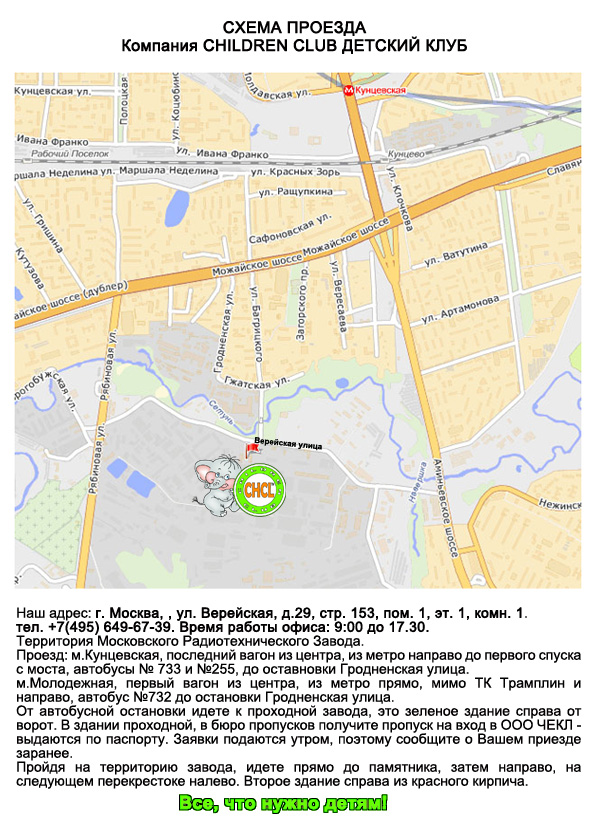 СХЕМА ПРОЕЗДА
Компания CHILDREN CLUB ДЕТСКИЙ КЛУБ
Молдавская ул.
Кунцевская
Кунцевская ул.
Полоцкая
ул. Коцюбинс
Ивана Франко
ул. Ивана Франко
Рабочий Поселок
Кунцево
ршала Неделина ул. Маршала Неделина
ул. Красных Зорь
Славян
ул. Ращупкина
ул. Клочкова
ул. Гришина
Сафоновская ул.
Можайское шоссе
Можайское шоссе
ул. Ватутина
Кутузова
айское шоссе (дублер)
Гродненская ул.
ул. Багрицкого
Загорского пр.
ул. Вересаева
ул. Артамонова
Рябиновая ул.
Гжатская ул.
рогобужская ул.
Сетунь
Верейская улица
Рябиновая ул.
CHILDREN
CHCL
CLUB
Навершка
Аминьевское шоссе
Нежинск
Наш адрес: г. Москва, , ул. Верейская, д.29, стр. 153, пом. 1, эт. 1, комн. 1.
тел. +7(495) 649-67-39. Время работы офиса: 9:00 до 17.30.
Территория Московского Радиотехнического Завода.
Проезд: м.Кунцевская, последний вагон из центра, из метро направо до первого спуска
с моста, автобусы № 733 и №255, до оставновки Гродненская улица.
м.Молодежная, первый вагон из центра, из метро прямо, мимо ТК Трамплин и
направо, автобус №732 до остановки Гродненская улица.
От автобусной остановки идете к проходной завода, это зеленое здание справа от
ворот. В здании проходной, в бюро пропусков получите пропуск на вход в ООО ЧЕКЛ -
выдаются по паспорту. Заявки подаются утром, поэтому сообщите о Вашем приезде
заранее.
Пройдя на территорию завода, идете прямо до памятника, затем направо, на
следующем перекрестоке налево. Второе здание справа из красного кирпича.
Все, что нужно детям!